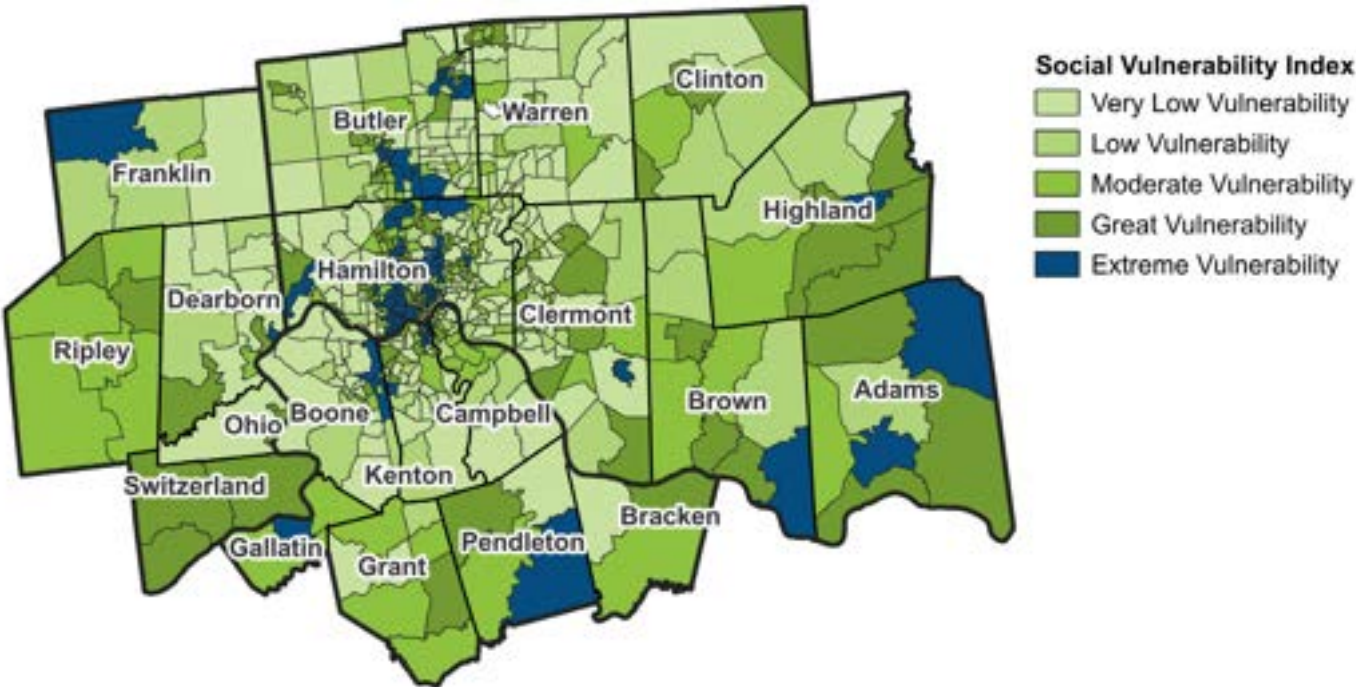 Social Vulnerability Index
Very Low Vulnerability
Low Vulnerability
Moderate Vulnerability
Great Vulnerability
Extreme Vulnerability
Clinton
Warren
Butler
Franklin
Highland
Hamilton
Dearborn
Clermont
Ripley
Adams
Brown
Ohio
Boone
Campbell
Kenton
Switzerland
Bracken
Gallatin
Pendleton
Grant